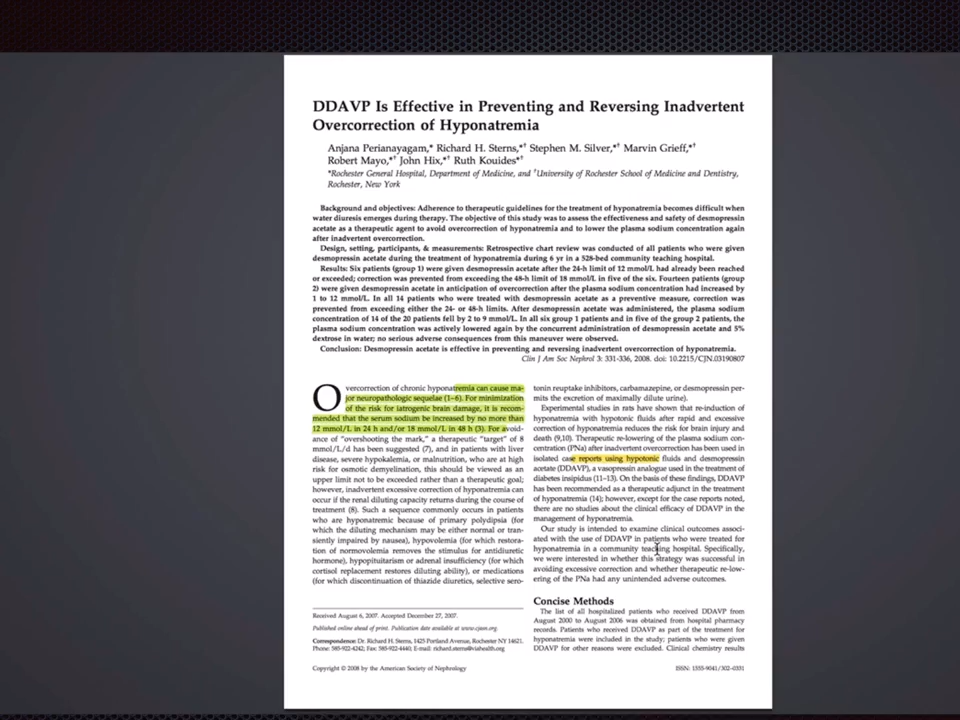 DDAVP Is Effective in Preventing and Reversing Inadvertent
Overcorrection of Hyponatremia
Anjana Perianayagam,* Richard H. Sterns,*† Stephen M. Silver,*† Marvin Grieff,*†
Robert Mayo,*† John Hix,*† Ruth Kouides*†
*Rochester General Hospital, Department of Medicine, and †University of Rochester School of Medicine and Dentistry,
Rochester, New York
Background and objectives: Adherence to therapeutic guidelines for the treatment of hyponatremia becomes difficult when
water diuresis emerges during therapy. The objective of this study was to assess the effectiveness and safety of desmopressin
acetate as a therapeutic agent to avoid overcorrection of hyponatremia and to lower the plasma sodium concentration again
after inadvertent overcorrection.
Design, setting, participants, & measurements: Retrospective chart review was conducted of all patients who were given
desmopressin acetate during the treatment of hyponatremia during 6 yr in a 528-bed community teaching hospital.
Results: Six patients (group 1) were given desmopressin acetate after the 24-h limit of 12 mmol/L had already been reached
or exceeded; correction was prevented from exceeding the 48-h limit of 18 mmol/L in five of the six. Fourteen patients (group
2) were given desmopressin acetate in anticipation of overcorrection after the plasma sodium concentration had increased by
1 to 12 mmol/L. In all 14 patients who were treated with desmopressin acetate as a preventive measure, correction was
prevented from exceeding either the 24- or 48-h limits. After desmopressin acetate was administered, the plasma sodium
concentration of 14 of the 20 patients fell by 2 to 9 mmol/L. In all six group 1 patients and in five of the group 2 patients, the
plasma sodium concentration was actively lowered again by the concurrent administration of desmopressin acetate and 5%
dextrose in water; no serious adverse consequences from this maneuver were observed.
Conclusion: Desmopressin acetate is effective in preventing and reversing inadvertent overcorrection of hyponatremia.
Clin J Am Soc Nephrol 3: 331-336, 2008. doi: 10.2215/CJN.03190807
Overcorrection of chronic hyponatremia can cause ma-
jor neuropathologic sequelae (1–6). For minimization
of the risk for iatrogenic brain damage, it is recom-
mended that the serum sodium be increased by no more than
12 mmol/L in 24 h and/or 18 mmol/L in 48 h (3). For avoid-
ance of "overshooting the mark," a therapeutic "target" of 8
mmol/L/d has been suggested (7), and in patients with liver
disease, severe hypokalemia, or malnutrition, who are at high
risk for osmotic demyelination, this should be viewed as an
upper limit not to be exceeded rather than a therapeutic goal;
however, inadvertent excessive correction of hyponatremia can
occur if the renal diluting capacity returns during the course of
treatment (8). Such a sequence commonly occurs in patients
who are hyponatremic because of primary polydipsia (for
which the diluting mechanism may be either normal or tran-
siently impaired by nausea), hypovolemia (for which restora-
tion of normovolemia removes the stimulus for antidiuretic
hormone), hypopituitarism or adrenal insufficiency (for which
cortisol replacement restores diluting ability), or medications
(for which discontinuation of thiazide diuretics, selective sero-
tonin reuptake inhibitors, carbamazepine, or desmopressin per-
mits the excretion of maximally dilute urine).
Experimental studies in rats have shown that re-induction of
hyponatremia with hypotonic fluids after rapid and excessive
correction of hyponatremia reduces the risk for brain injury and
death (9,10). Therapeutic re-lowering of the plasma sodium con-
centration (PNa) after inadvertent overcorrection has been used in
isolated case reports using hypotonic fluids and desmopressin
acetate (DDAVP), a vasopressin analogue used in the treatment of
diabetes insipidus (11–13). On the basis of these findings, DDAVP
has been recommended as a therapeutic adjunct in the treatment
of hyponatremia (14); however, except for the case reports noted,
there are no studies about the clinical efficacy of DDAVP in the
management of hyponatremia.
Our study is intended to examine clinical outcomes associ-
ated with the use of DDAVP in patients who were treated for
hyponatremia in a community teaching hospital. Specifically,
we were interested in whether this strategy was successful in
avoiding excessive correction and whether therapeutic re-low-
ering of the PNa had any unintended adverse outcomes.
Concise Methods
The list of all hospitalized patients who received DDAVP from
August 2000 to August 2006 was obtained from hospital pharmacy
records. Patients who received DDAVP as part of the treatment for
hyponatremia were included in the study; patients who were given
DDAVP for other reasons were excluded. Clinical chemistry results
Received August 6, 2007. Accepted December 27, 2007.
Published online ahead of print. Publication date available at www.cjasn.org.
Correspondence: Dr. Richard H. Sterns, 1425 Portland Avenue, Rochester NY 14621.
Phone: 585-922-4242; Fax: 585-922-4440; E-mail: richard.sterns@viahealth.org
Copyright © 2008 by the American Society of Nephrology
ISSN: 1555-9041/302–0331